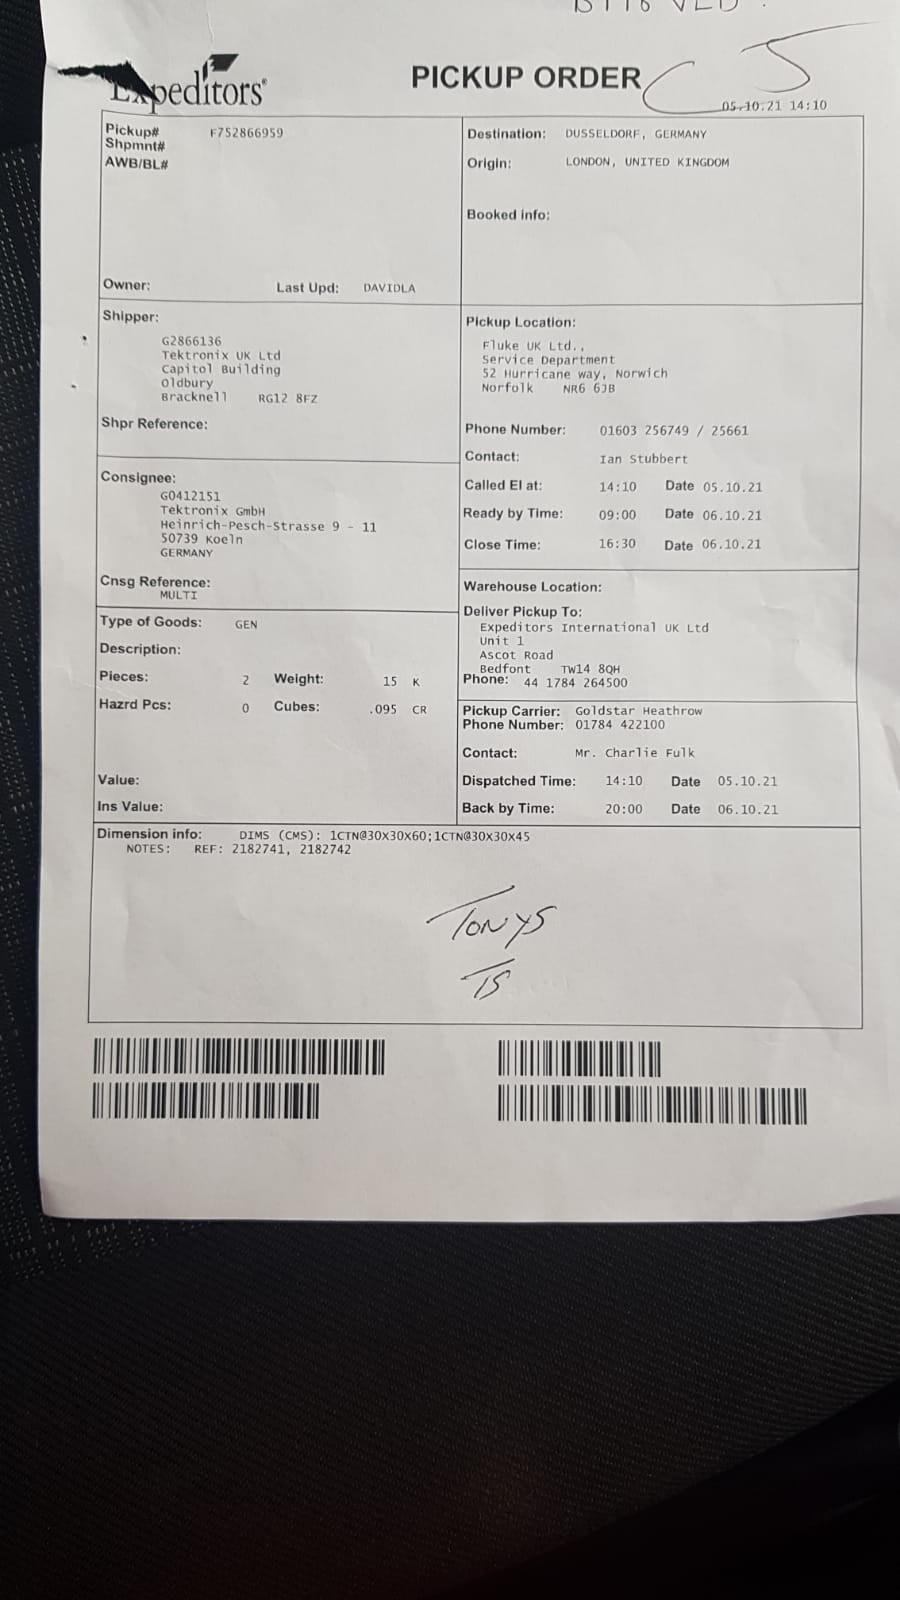 Expeditors
PICKUP ORDER
CJ
05.10.21 14:10
Pickup# F752866959
Shpmnt#
AWB/BL#
Owner: Last Upd: DAVIDLA
Destination: DUSSELDORF, GERMANY
Origin: LONDON, UNITED KINGDOM
Booked info:
Shipper:
G2866136
Tektronix UK Ltd
Capitol Building
Oldbury
Bracknell RG12 8FZ
Shpr Reference:
Consignee:
G0412151
Tektronix GmbH
Heinrich-Pesch-Strasse 9 - 11
50739 Koeln
GERMANY
Cnsg Reference:
MULTI
Type of Goods: GEN
Description:
Pieces: 2 Weight: 15 K
Hazrd Pcs: 0 Cubes: .095 CR
Value:
Ins Value:
Pickup Location:
Fluke UK Ltd.,
Service Department
52 Hurricane way, Norwich
Norfolk NR6 6JB
Phone Number: 01603 256749 / 25661
Contact: Ian Stubbert
Called EI at: 14:10 Date 05.10.21
Ready by Time: 09:00 Date 06.10.21
Close Time: 16:30 Date 06.10.21
Warehouse Location:
Deliver Pickup To:
Expeditors International UK Ltd
Unit 1
Ascot Road
Bedfont TW14 8QH
Phone: 44 1784 264500
Pickup Carrier: Goldstar Heathrow
Phone Number: 01784 422100
Contact: Mr. Charlie Fulk
Dispatched Time: 14:10 Date 05.10.21
Back by Time: 20:00 Date 06.10.21
Dimension info: DIMS (CMS): 1CTN@30X30X60;1CTN@30X30X45
NOTES: REF: 2182741, 2182742
TONYS
TS